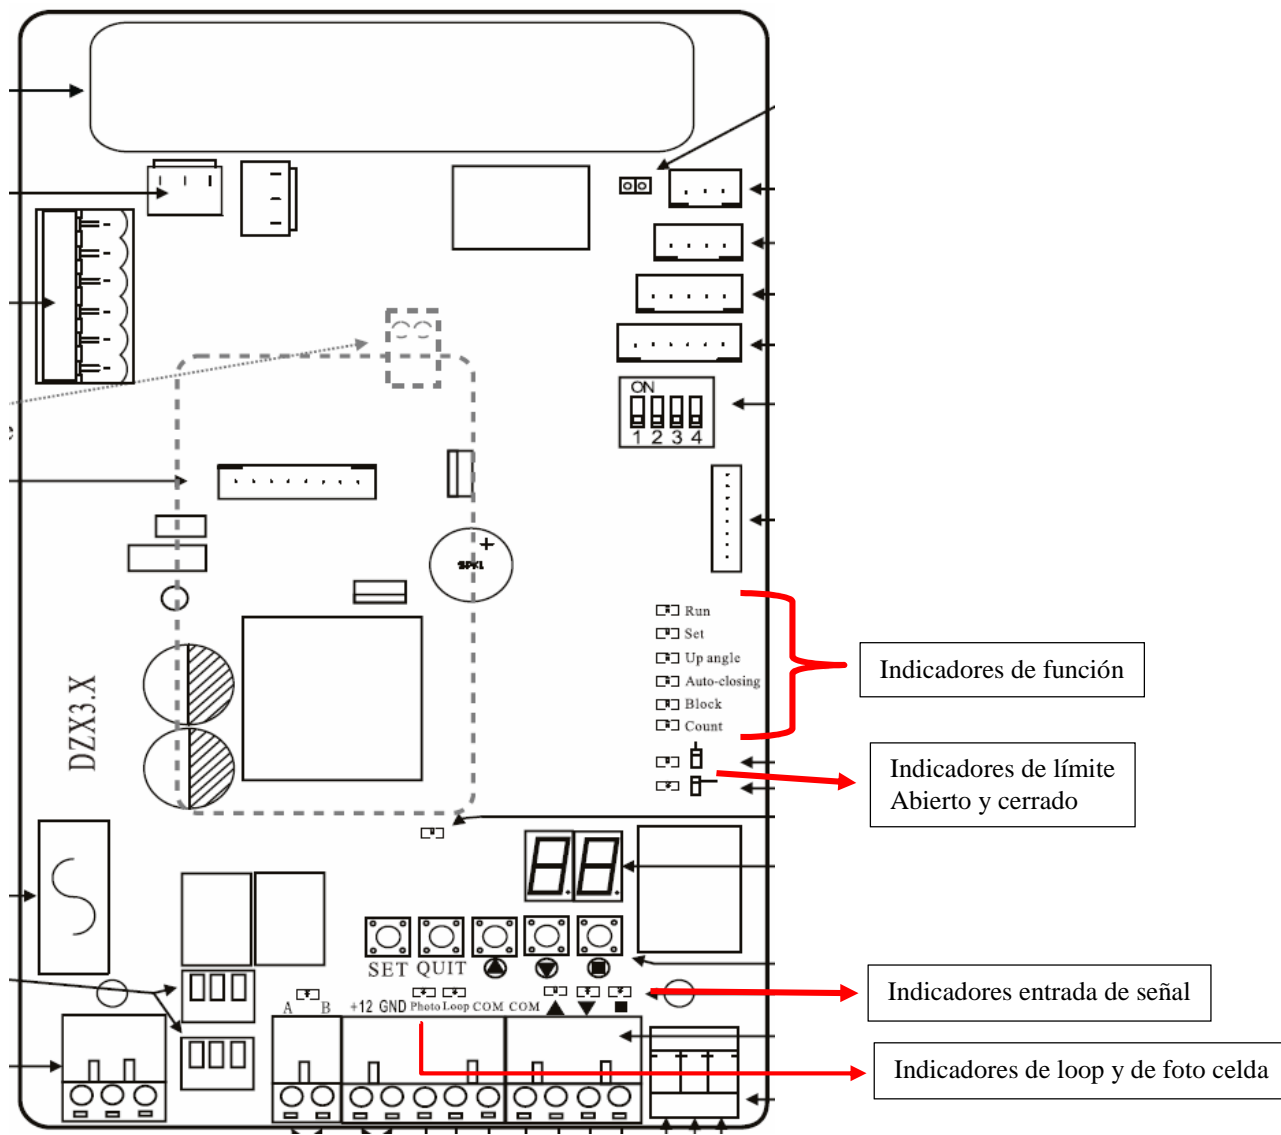 ON
1 2 3 4
e
SPK1
+
Run
Set
Up angle
Auto-closing
Block
Count
Indicadores de función
DZX3.X
Indicadores de límite
Abierto y cerrado
SET QUIT
A B +12 GND Photo Loop COM COM
Indicadores entrada de señal
Indicadores de loop y de foto celda